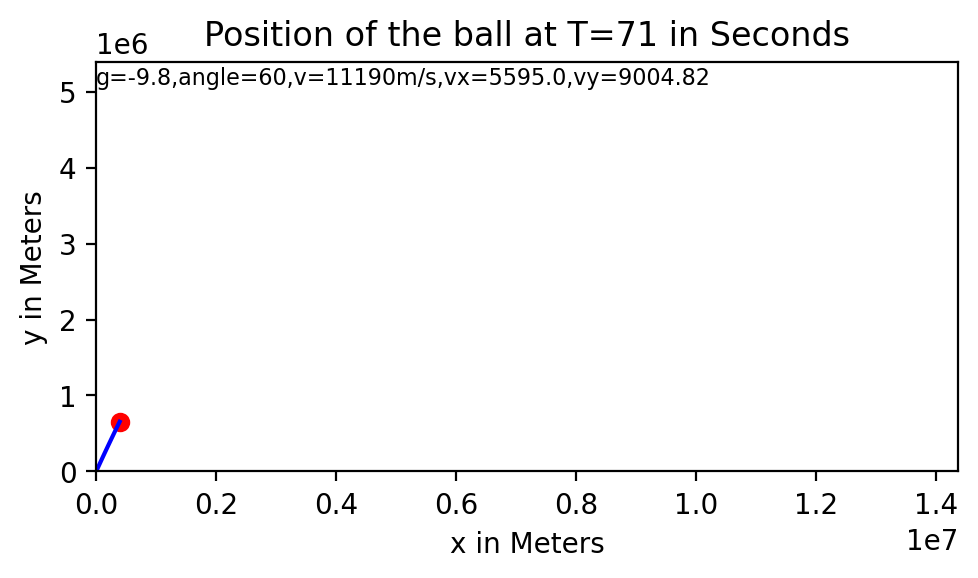 Position of the ball at T=71 in Seconds
1e6
g=-9.8,angle=60,v=11190m/s,vx=5595.0,vy=9004.82
5
4
3
2
1
0
y in Meters
0.0 0.2 0.4 0.6 0.8 1.0 1.2 1.4
x in Meters
1e7